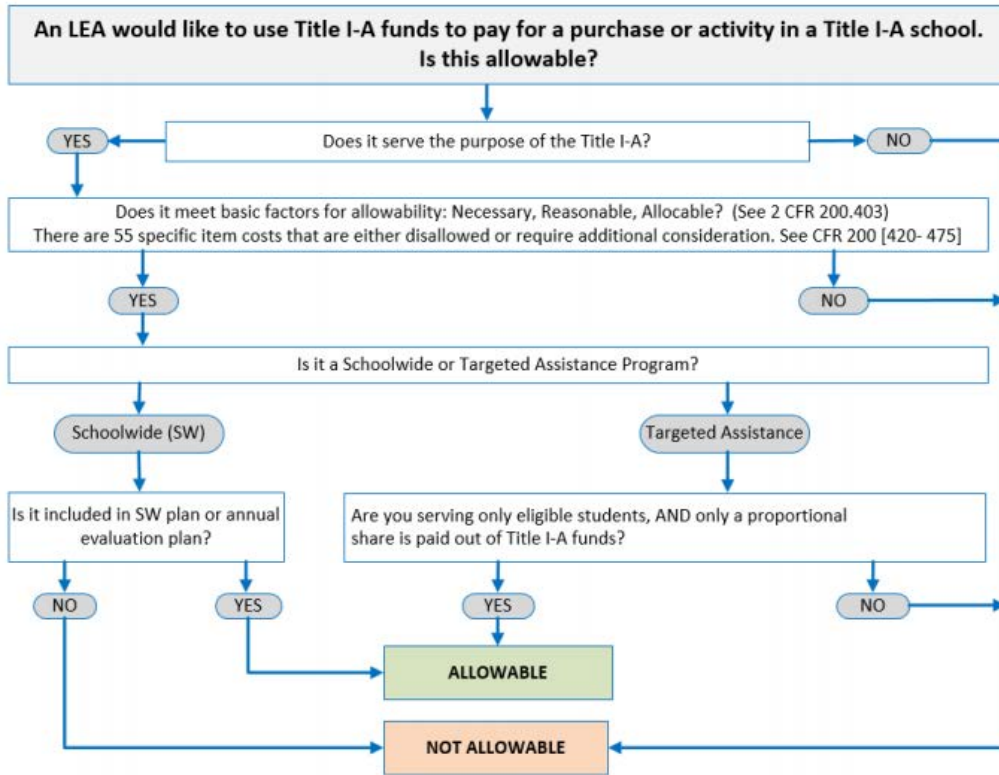 An LEA would like to use Title I-A funds to pay for a purchase or activity in a Title I-A school.
Is this allowable?
YES
Does it serve the purpose of the Title I-A?
NO
Does it meet basic factors for allowability: Necessary, Reasonable, Allocable? (See 2 CFR 200.403)
There are 55 specific item costs that are either disallowed or require additional consideration. See CFR 200 [420- 475]
YES
NO
Is it a Schoolwide or Targeted Assistance Program?
Schoolwide (SW)
Targeted Assistance
Is it included in SW plan or annual
evaluation plan?
Are you serving only eligible students, AND only a proportional
share is paid out of Title I-A funds?
NO
YES
YES
NO
ALLOWABLE
NOT ALLOWABLE